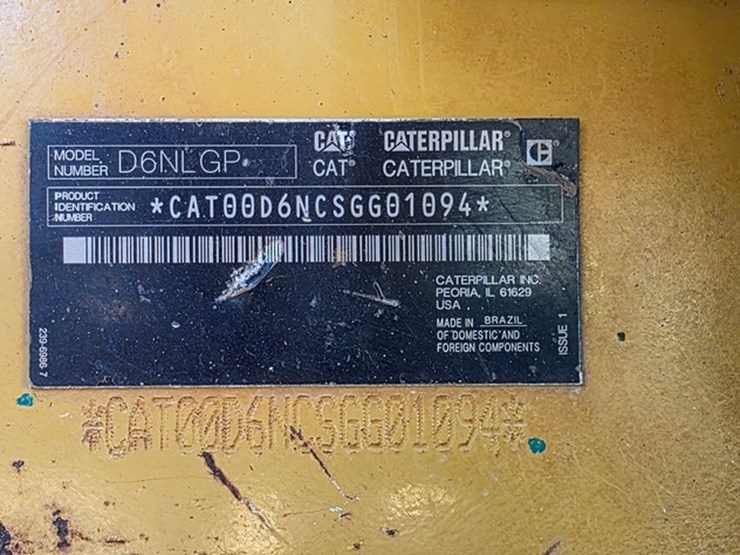 CAT® CATERPILLAR®
MODEL NUMBER D6NLGP
CAT® CATERPILLAR®
PRODUCT IDENTIFICATION NUMBER *CAT00D6NCSGG01094*
CATERPILLAR INC.
PEORIA, IL 61629
USA
MADE IN BRAZIL
OF DOMESTIC AND
FOREIGN COMPONENTS
ISSUE 1
239-6986 7
*CAT00D6NCSGG01094*